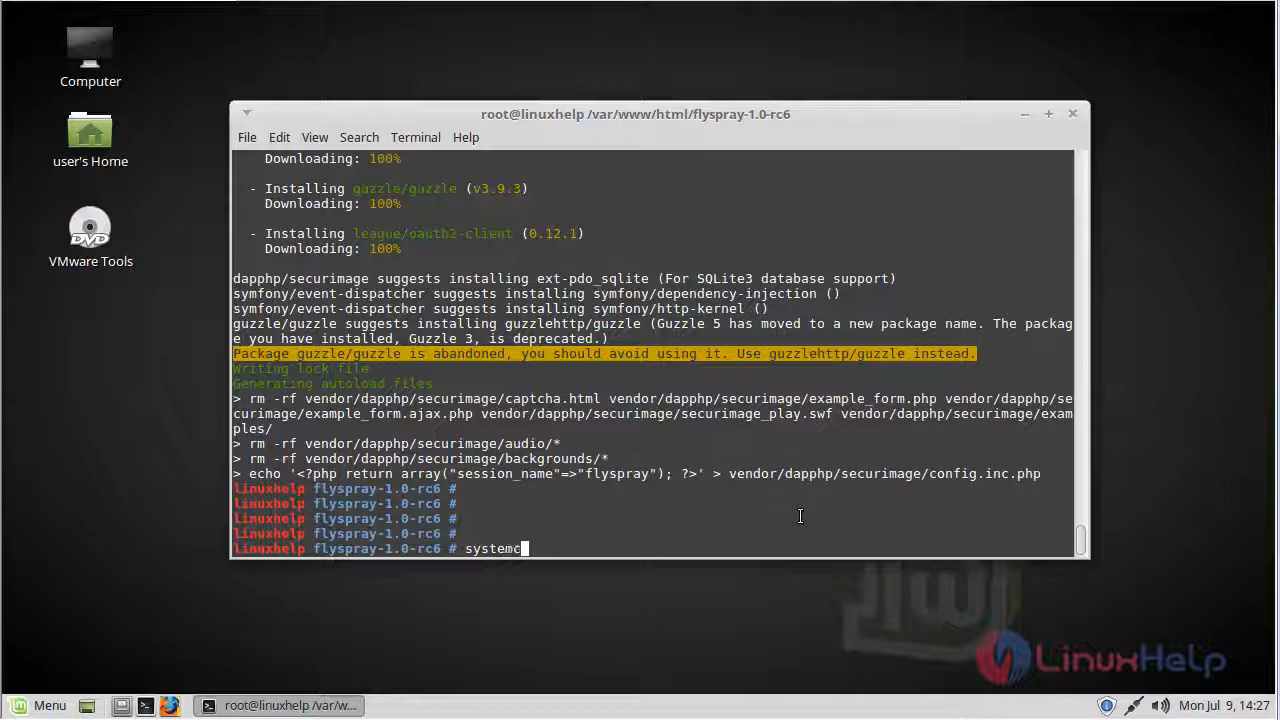 Computer
user's Home
DVD
VMware Tools
root@linuxhelp /var/www/html/flyspray-1.0-rc6
File Edit View Search Terminal Help
Downloading: 100%
- Installing guzzle/guzzle (v3.9.3)
Downloading: 100%
- Installing league/oauth2-client (0.12.1)
Downloading: 100%
dapphp/securimage suggests installing ext-pdo_sqlite (For SQLite3 database support)
symfony/event-dispatcher suggests installing symfony/dependency-injection ()
symfony/event-dispatcher suggests installing symfony/http-kernel ()
guzzle/guzzle suggests installing guzzlehttp/guzzle (Guzzle 5 has moved to a new package name. The packag
e you have installed, Guzzle 3, is deprecated.)
Package guzzle/guzzle is abandoned, you should avoid using it. Use guzzlehttp/guzzle instead.
Writing lock file
Generating autoload files
> rm -rf vendor/dapphp/securimage/captcha.html vendor/dapphp/securimage/example_form.php vendor/dapphp/se
curimage/example_form.ajax.php vendor/dapphp/securimage/securimage_play.swf vendor/dapphp/securimage/exam
ples/
> rm -rf vendor/dapphp/securimage/audio/*
> rm -rf vendor/dapphp/securimage/backgrounds/*
> echo '<?php return array("session_name"=>"flyspray"); ?>' > vendor/dapphp/securimage/config.inc.php
linuxhelp flyspray-1.0-rc6 #
linuxhelp flyspray-1.0-rc6 #
linuxhelp flyspray-1.0-rc6 #
linuxhelp flyspray-1.0-rc6 #
linuxhelp flyspray-1.0-rc6 # systemc
LinuxHelp
Menu
root@linuxhelp /var/w...
Mon Jul 9, 14:27